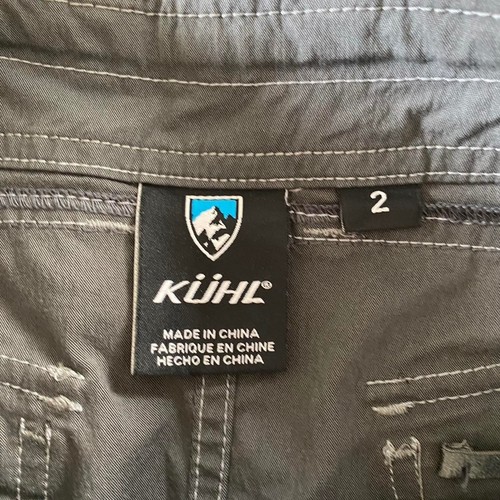 2
KÜHL®
MADE IN CHINA
FABRIQUE EN CHINE
HECHO EN CHINA